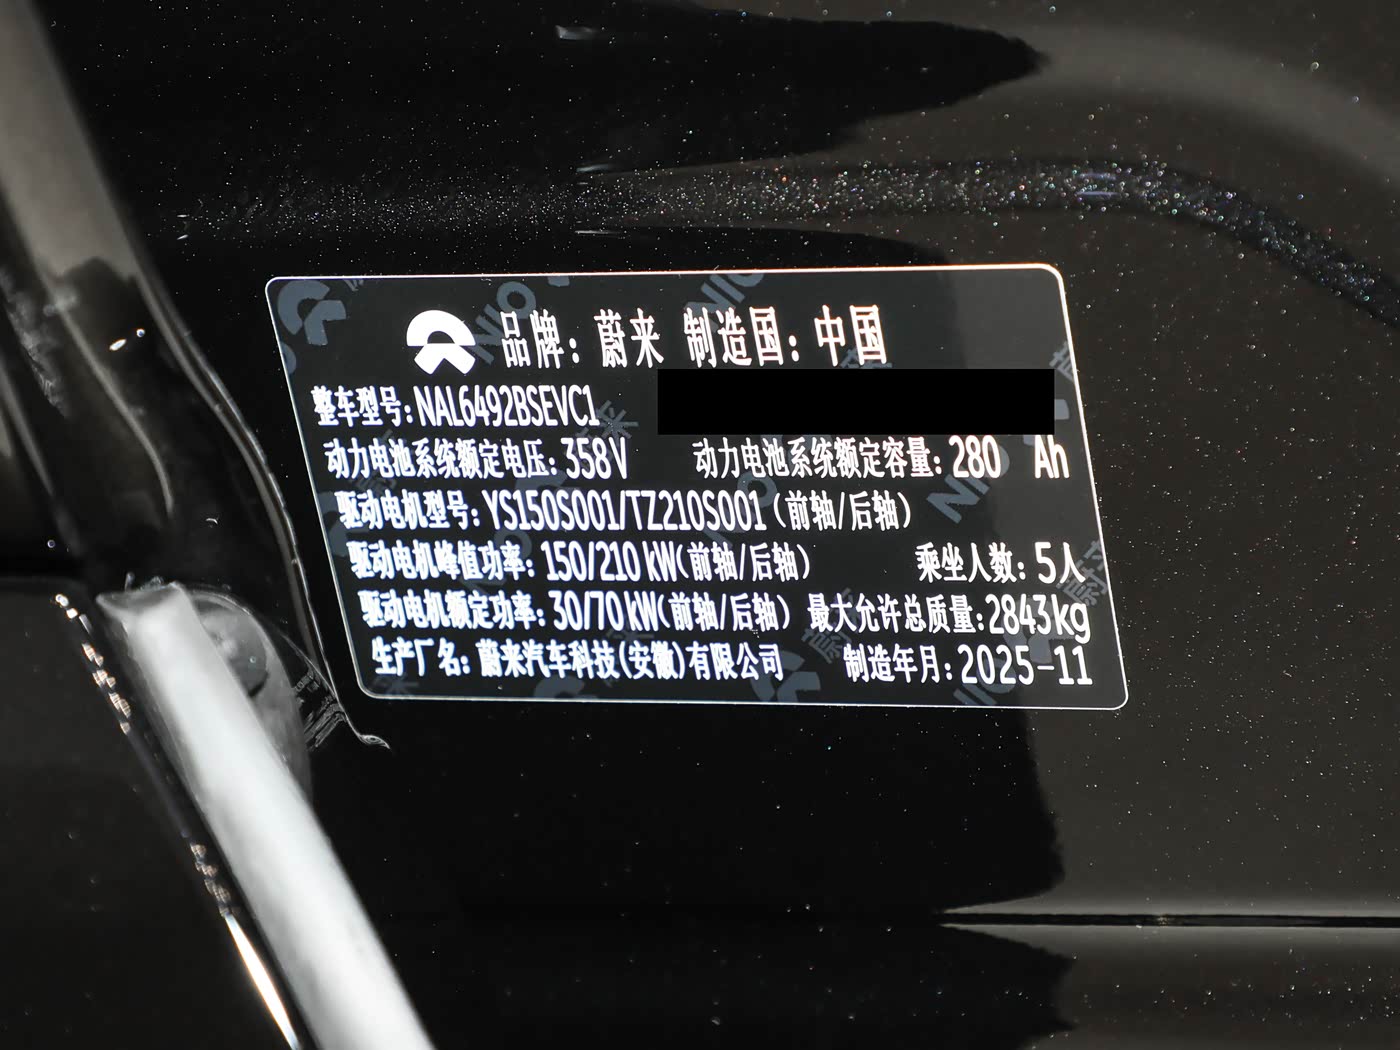 品牌: 蔚来 制造国: 中国
整车型号: NAL6492BSEVC1
动力电池系统额定电压: 358V 动力电池系统额定容量: 280 Ah
驱动电机型号: YS150S001/TZ210S001 (前轴/后轴)
驱动电机峰值功率: 150/210 kW(前轴/后轴) 乘坐人数: 5人
驱动电机额定功率: 30/70 kW(前轴/后轴) 最大允许总质量: 2843kg
生产厂名: 蔚来汽车科技(安徽)有限公司 制造年月: 2025-11